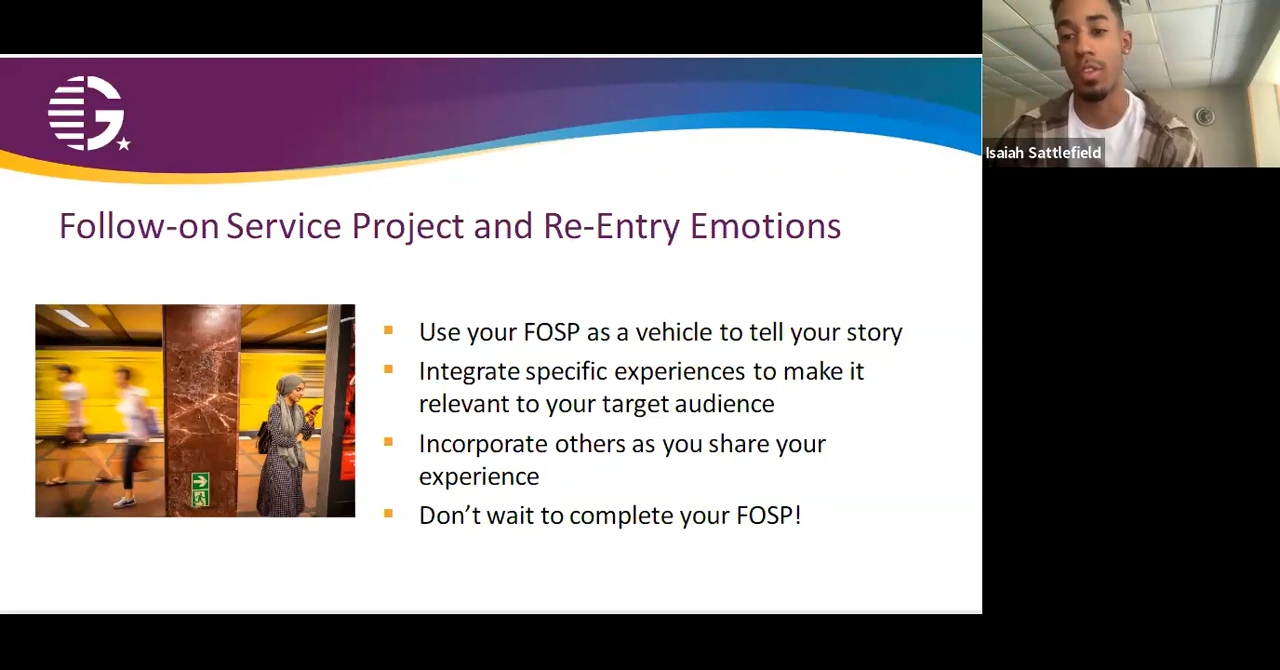 Isaiah Sattlefield
Follow-on Service Project and Re-Entry Emotions
Use your FOSP as a vehicle to tell your story
Integrate specific experiences to make it
relevant to your target audience
Incorporate others as you share your
experience
Don’t wait to complete your FOSP!